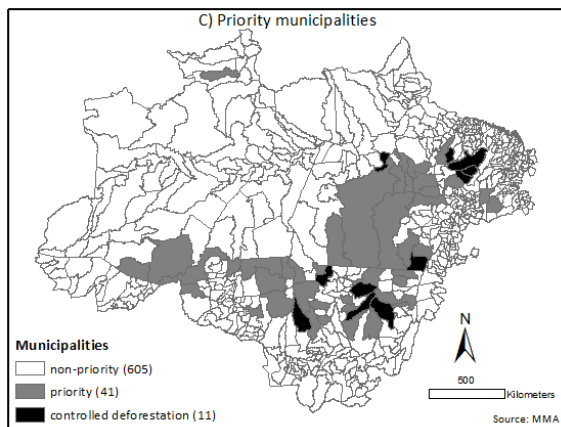 C) Priority municipalities
N
Municipalities
non-priority (605)
priority (41)
controlled deforestation (11)
500
Kilometers
Source: MMA